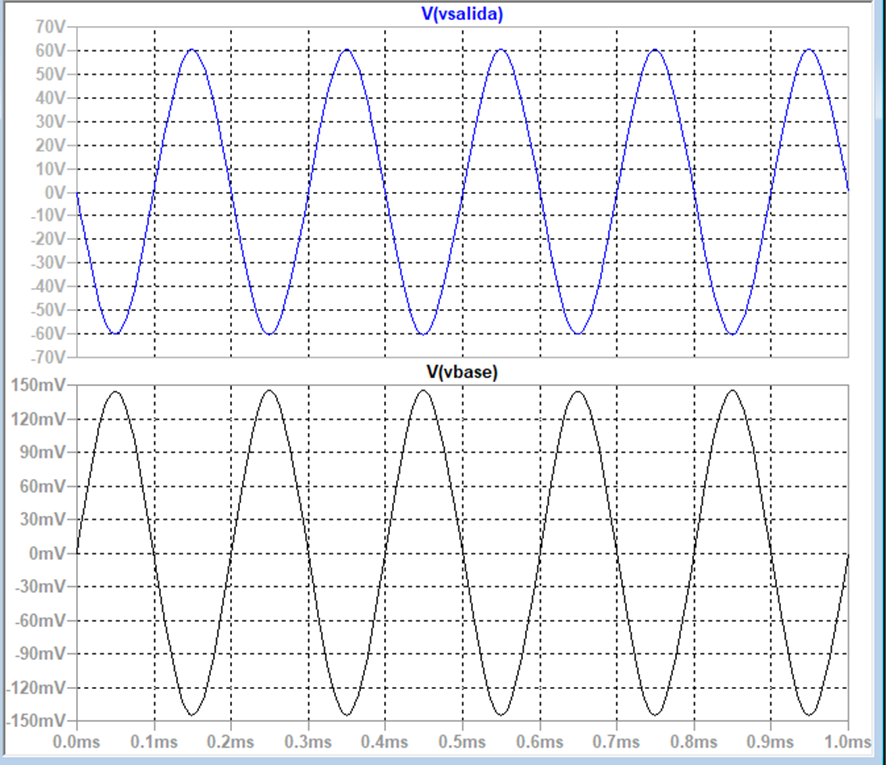 V(vsalida)
70V
60V
50V
40V
30V
20V
10V
0V
-10V
-20V
-30V
-40V
-50V
-60V
-70V
V(vbase)
150mV
120mV
90mV
60mV
30mV
0mV
-30mV
-60mV
-90mV
-120mV
-150mV
0.0ms 0.1ms 0.2ms 0.3ms 0.4ms 0.5ms 0.6ms 0.7ms 0.8ms 0.9ms 1.0ms